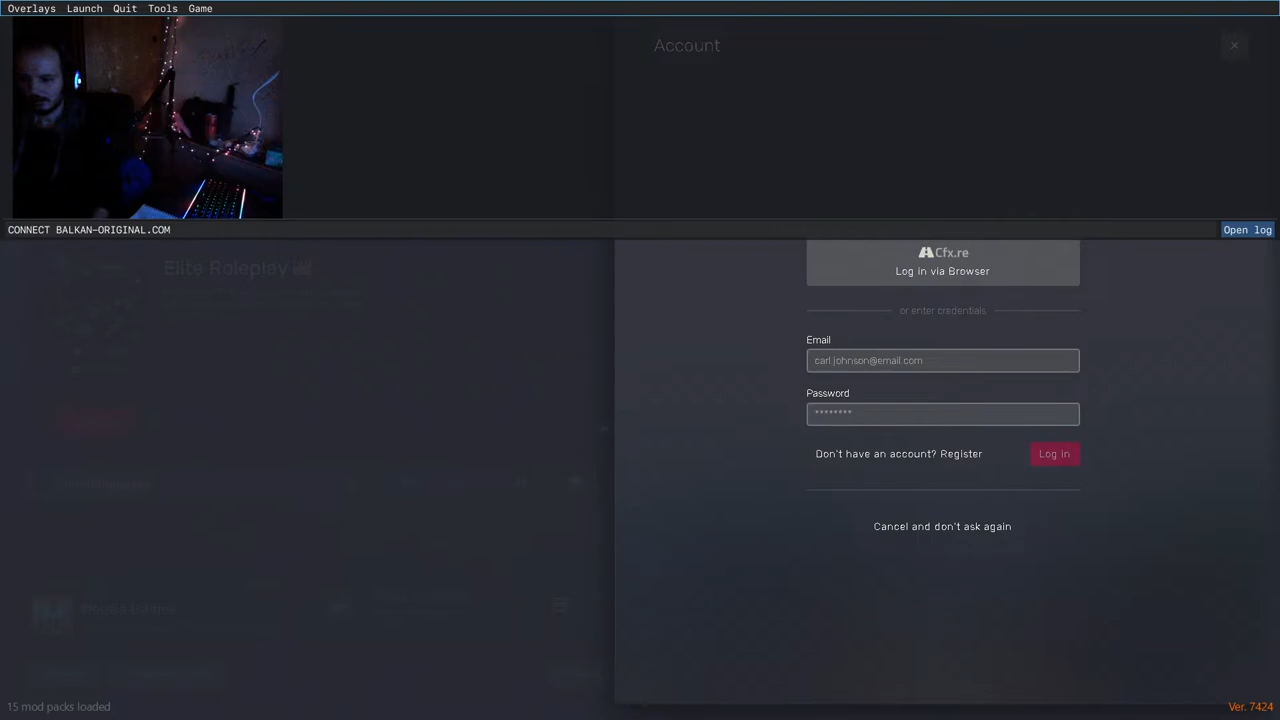 Overlays Launch Quit Tools Game
Account
CONNECT BALKAN-ORIGINAL.COM
Open log
Elite Roleplay
Cfx.re
Log in via Browser
or enter credentials
Email
carl.johnson@email.com
Password
********
Don't have an account? Register
Log in
Cancel and don't ask again
15 mod packs loaded
Ver. 7424